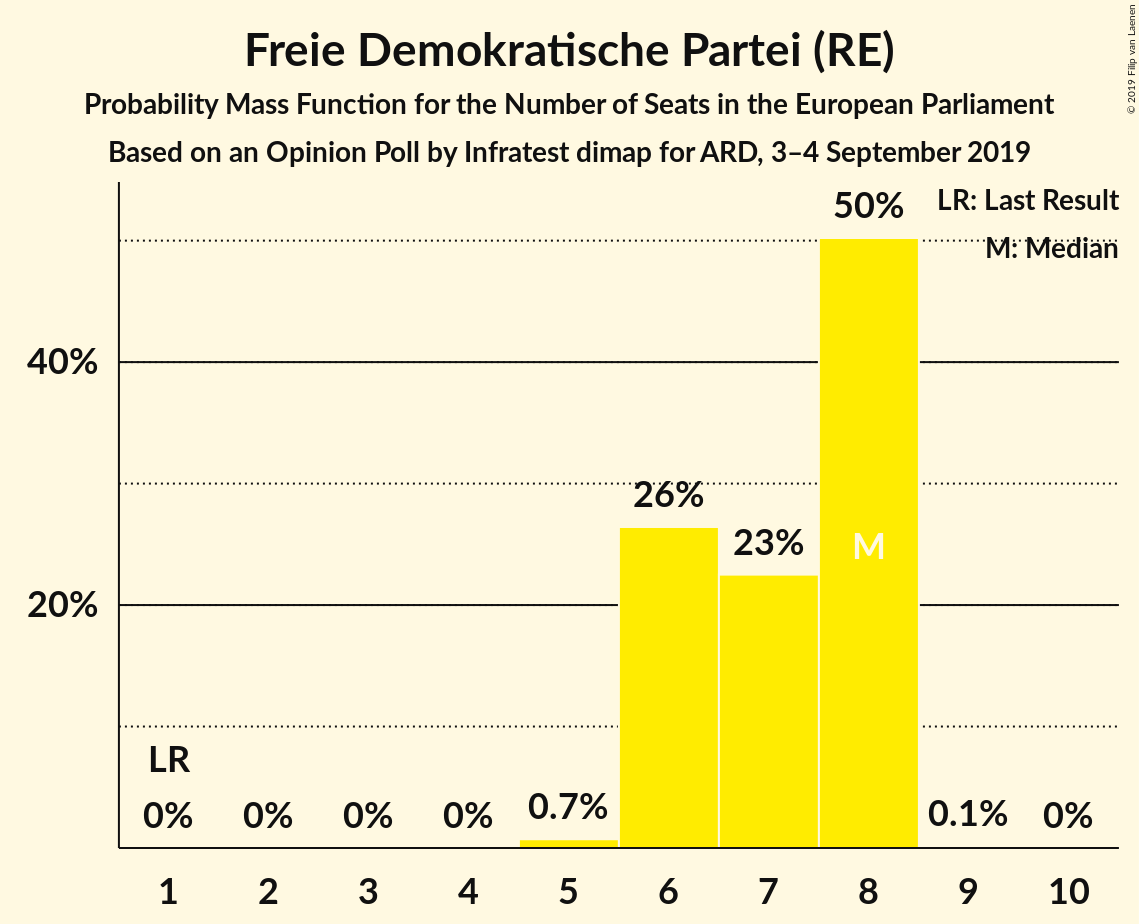 Freie Demokratische Partei (RE)
Probability Mass Function for the Number of Seats in the European Parliament
Based on an Opinion Poll by Infratest dimap for ARD, 3–4 September 2019
© 2019 Filip van Laenen
LR: Last Result
M: Median
50%
40%
26%
23%
M
20%
LR
0% 0% 0% 0% 0.7% 0.1% 0%
1 2 3 4 5 6 7 8 9 10